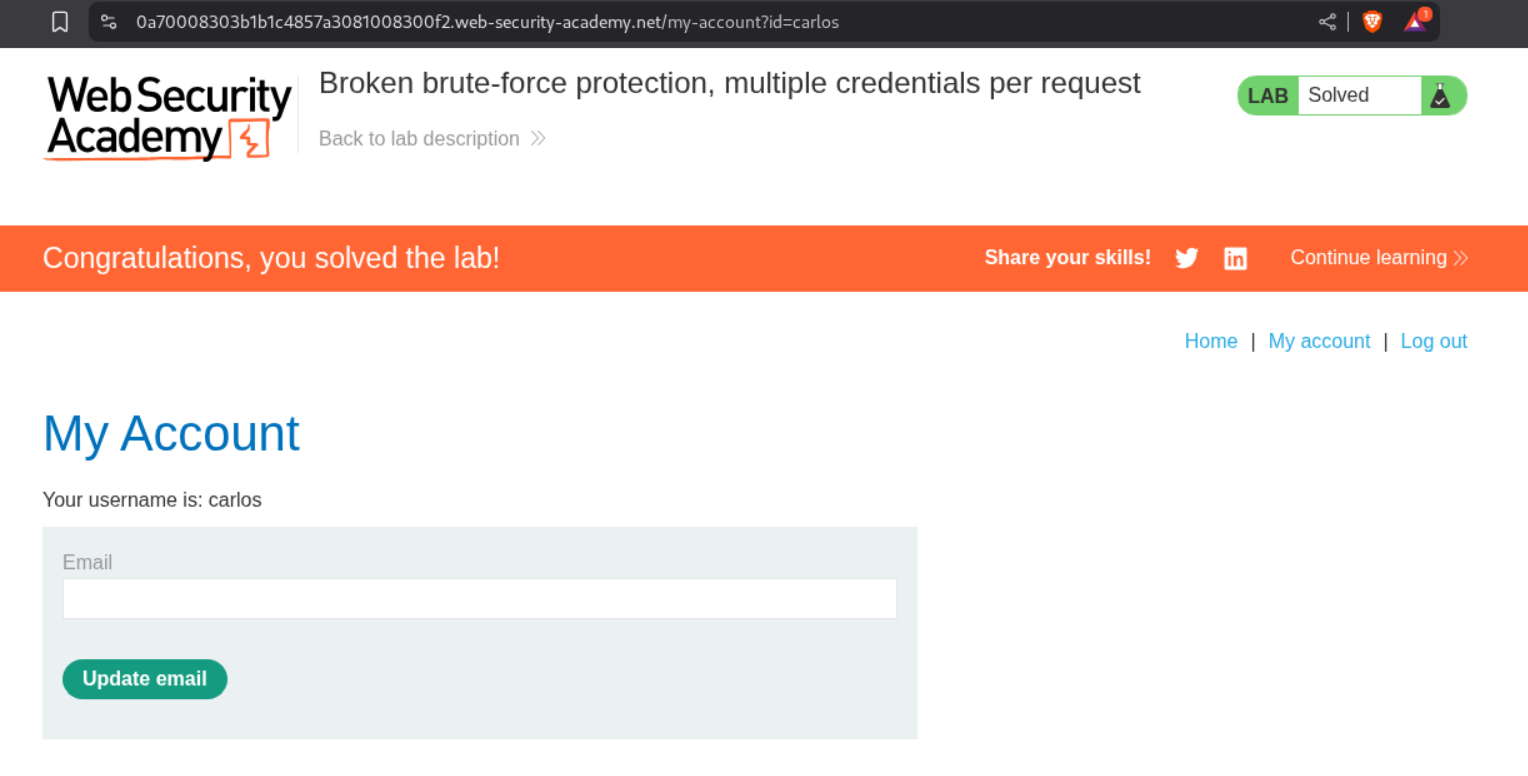 0a70008303b1b1c4857a3081008300f2.web-security-academy.net/my-account?id=carlos
1
Web Security
Academy
Broken brute-force protection, multiple credentials per request
Back to lab description
LAB Solved
Congratulations, you solved the lab!
Share your skills!
in
Continue learning
Home | My account | Log out
My Account
Your username is: carlos
Email
Update email